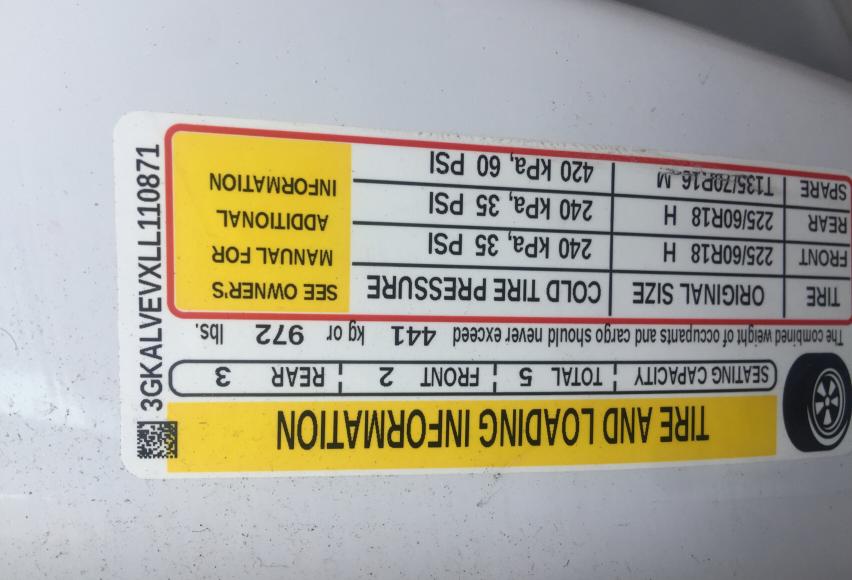 TIRE AND LOADING INFORMATION
SEATING CAPACITY | TOTAL 5 | FRONT 2 | REAR 3
The combined weight of occupants and cargo should never exceed 441 kg or 972 lbs.
TIRE ORIGINAL SIZE COLD TIRE PRESSURE
FRONT 225/60R18 H 240 kPa, 35 PSI
REAR 225/60R18 H 240 kPa, 35 PSI
SPARE T135/70R16 M 420 kPa, 60 PSI
SEE OWNER'S
MANUAL FOR
ADDITIONAL
INFORMATION
3GKALVEVXLL110871